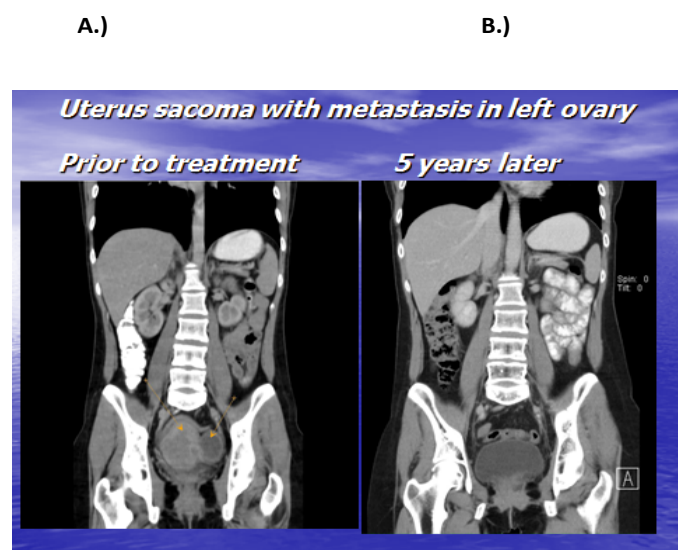 A.) B.)
Uterus sacoma with metastasis in left ovary
Prior to treatment 5 years later
Spin: 0
Tilt: 0
A